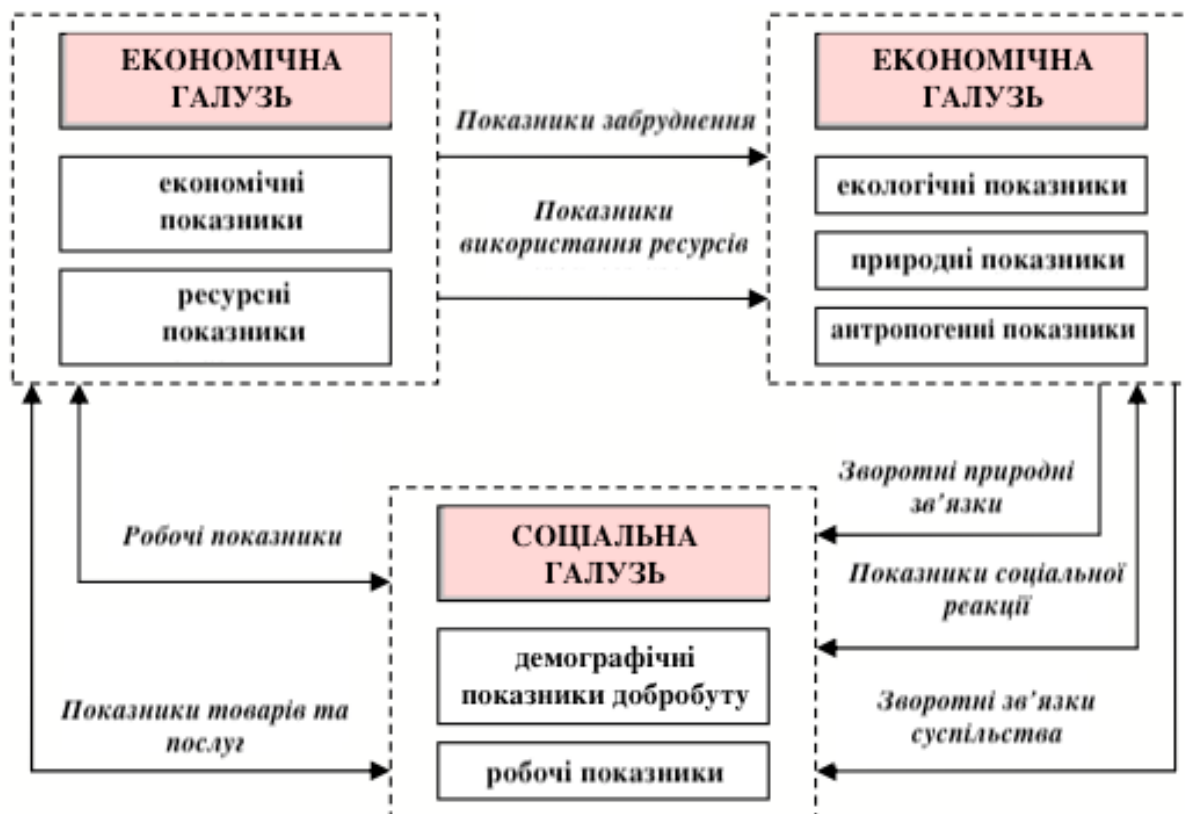 ЕКОНОМІЧНА
ГАЛУЗЬ
економічні
показники
ресурсні
показники
Показники забруднення
Показники
використання ресурсів
ЕКОНОМІЧНА
ГАЛУЗЬ
екологічні показники
природні показники
антропогенні показники
Робочі показники
Показники товарів та
послуг
СОЦІАЛЬНА
ГАЛУЗЬ
демографічні
показники добробуту
робочі показники
Зворотні природні
зв’язки
Показники соціальної
реакції
Зворотні зв’язки
суспільства